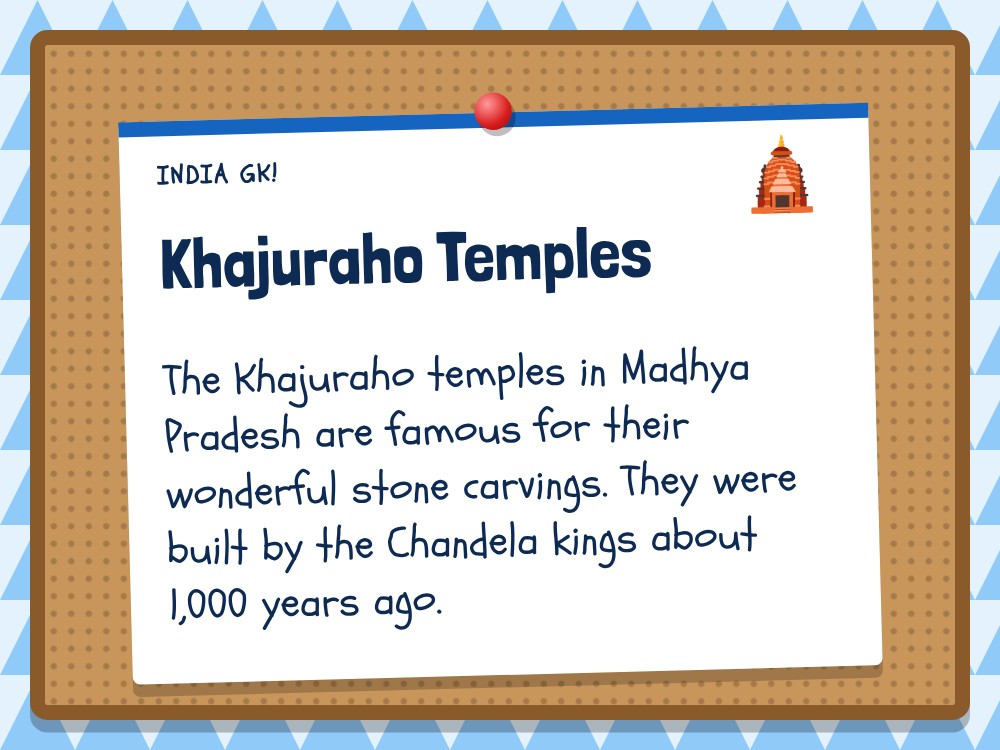 INDIA GK!
Khajuraho Temples
The Khajuraho temples in Madhya
Pradesh are famous for their
wonderful stone carvings. They were
built by the Chandela kings about
1,000 years ago.